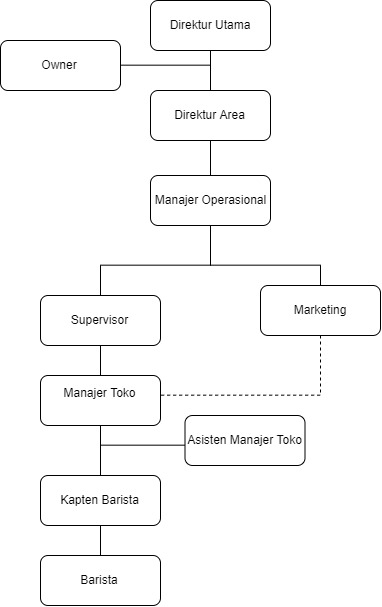 Direktur Utama
Owner
Direktur Area
Manajer Operasional
Supervisor
Marketing
Manajer Toko
Asisten Manajer Toko
Kapten Barista
Barista